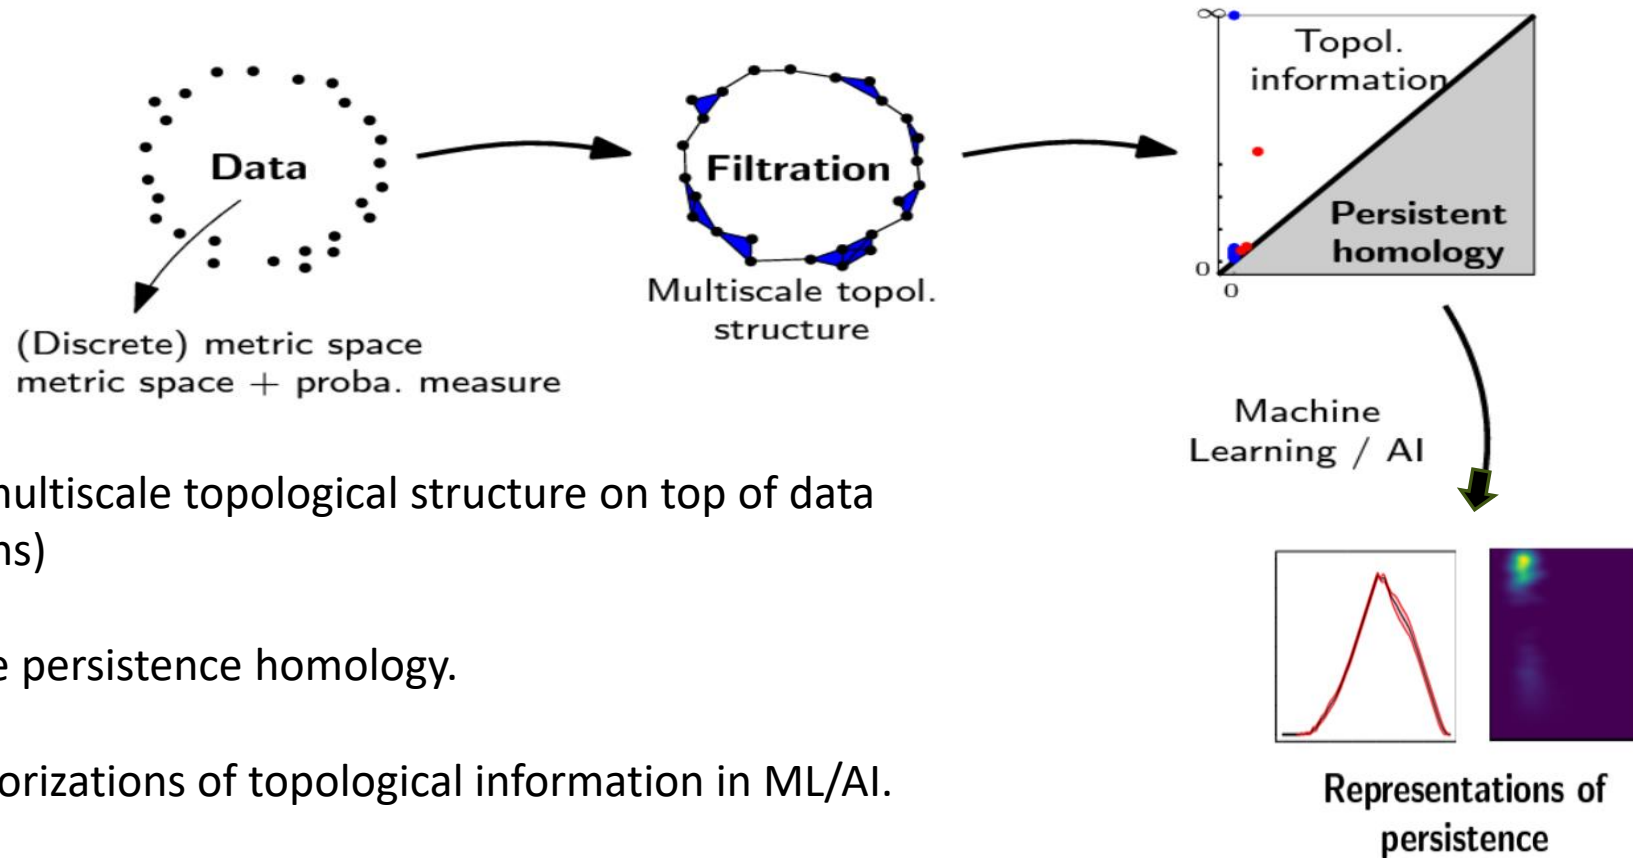 Data
(Discrete) metric space
metric space + proba. measure
Filtration
Multiscale topol.
structure
∞
Topol.
information
Persistent
homology
0
0
Machine
Learning / AI
multiscale topological structure on top of data
ns)
e persistence homology.
orizations of topological information in ML/AI.
Representations of
persistence